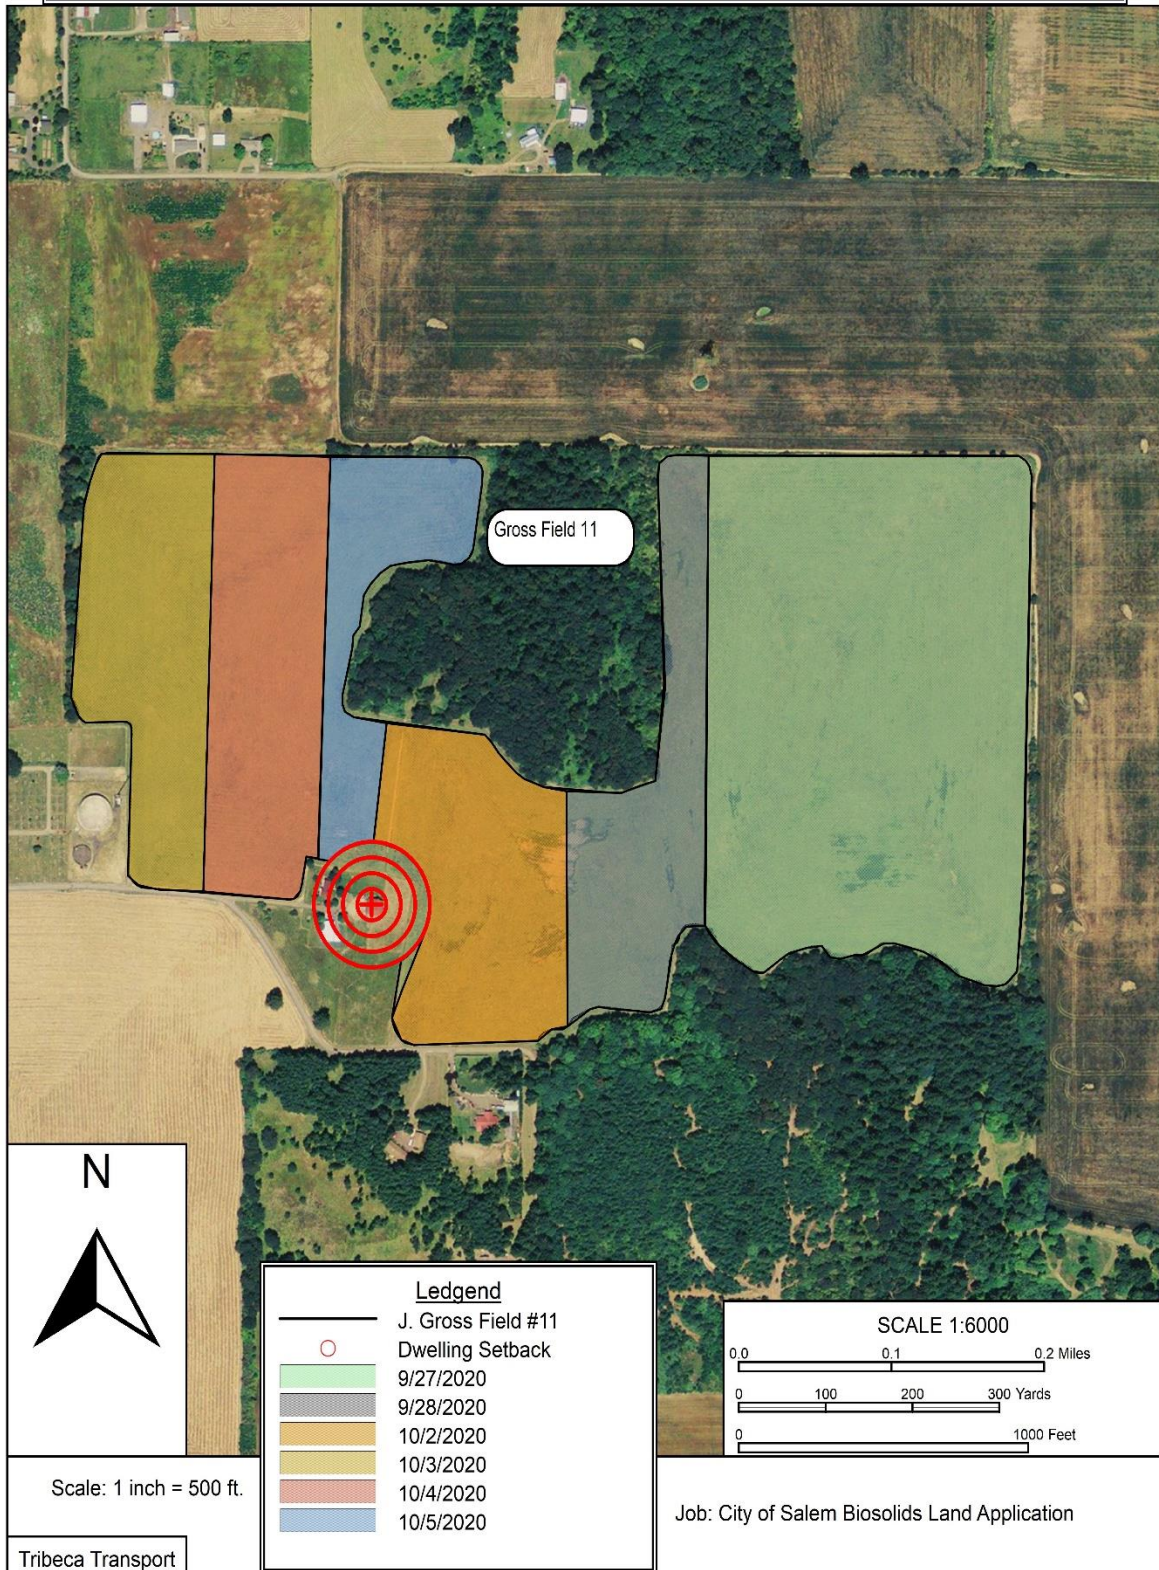 Gross Field 11
N
Ledgend
J. Gross Field #11
Dwelling Setback
9/27/2020
9/28/2020
10/2/2020
10/3/2020
10/4/2020
10/5/2020
SCALE 1:6000
0.0 0.1 0.2 Miles
0 100 200 300 Yards
0 1000 Feet
Scale: 1 inch = 500 ft.
Job: City of Salem Biosolids Land Application
Tribeca Transport